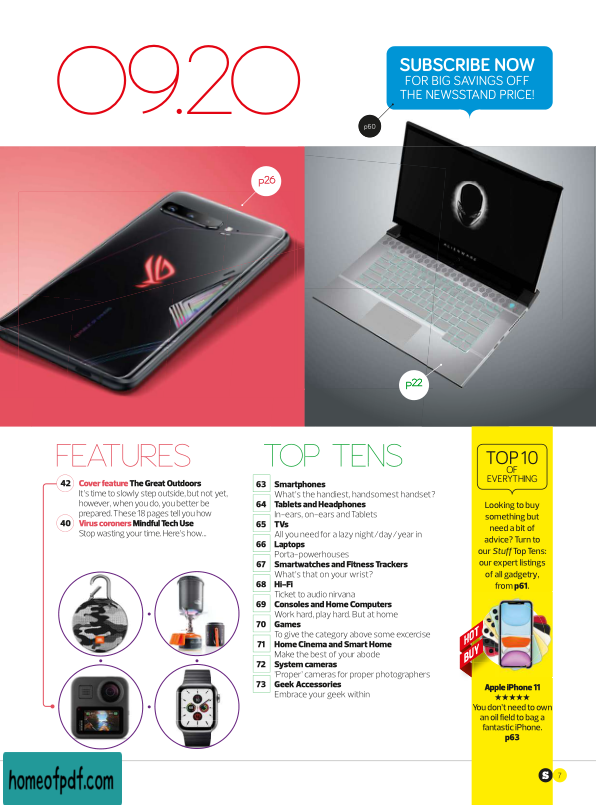 09.20
SUBSCRIBE NOW
FOR BIG SAVINGS OFF
THE NEWSSTAND PRICE!
p60
p26
ALIENWARE
p22
FEATURES
42 Cover feature The Great Outdoors
It's time to slowly step outside, but not yet,
however, when you do, you better be
prepared. These 18 pages tell you how
40 Virus coroners Mindful Tech Use
Stop wasting your time. Here's how...
TOP TENS
63 Smartphones
What's the handiest, handsomest handset?
64 Tablets and Headphones
In-ears, on-ears and Tablets
65 TVs
All you need for a lazy night/day/year in
66 Laptops
Porta-powerhouses
67 Smartwatches and Fitness Trackers
What's that on your wrist?
68 Hi-Fi
Ticket to audio nirvana
69 Consoles and Home Computers
Work hard, play hard. But at home
70 Games
To give the category above some excercise
71 Home Cinema and Smart Home
Make the best of your abode
72 System cameras
'Proper' cameras for proper photographers
73 Geek Accessories
Embrace your geek within
TOP 10
OF
EVERYTHING
Looking to buy
something but
need a bit of
advice? Turn to
our Stuff Top Tens:
our expert listings
of all gadgetry,
from p61.
HOT
BUY
Apple iPhone 11
★★★★★
You don't need to own
an oil field to bag a
fantastic iPhone.
p63
S 7
homeofpdf.com